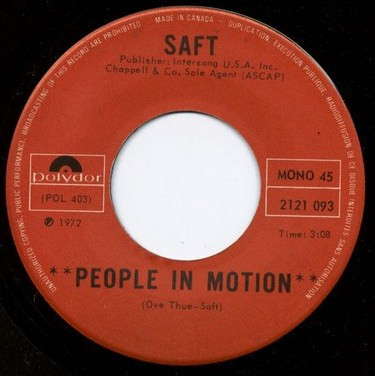 UNAUTHORIZED COPYING, PUBLIC PERFORMANCE, BROADCASTING OF THIS RECORD ARE PROHIBITED · MADE IN CANADA · DUPLICATION, EXECUTION PUBLIQUE, RADIODIFFUSION DE CE DISQUE INTERDITES SANS AUTORISATION
SAFT
Publisher: Intersong U.S.A. Inc.
Chappell & Co. Sole Agent (ASCAP)
polydor
(POL 403)
℗ 1972
MONO 45
2121 093
Time: 3:08
**PEOPLE IN MOTION**
(Ove Thue-Saft)